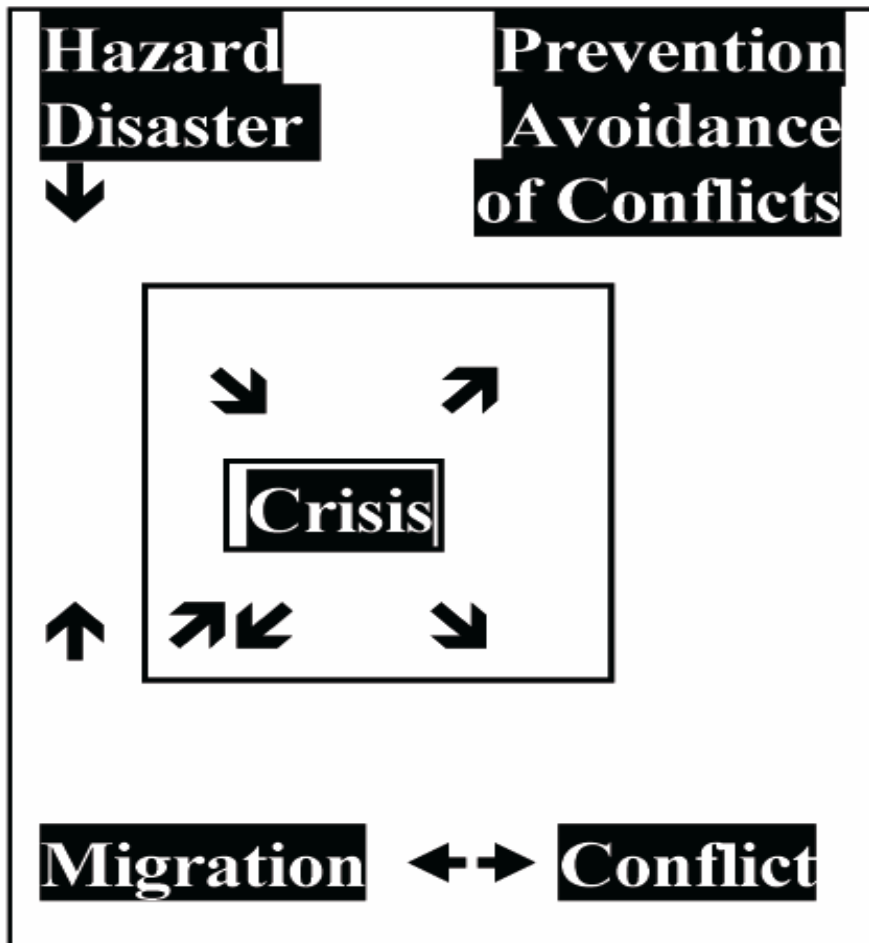 Hazard
Disaster
Prevention
Avoidance
of Conflicts
Crisis
Migration
Conflict